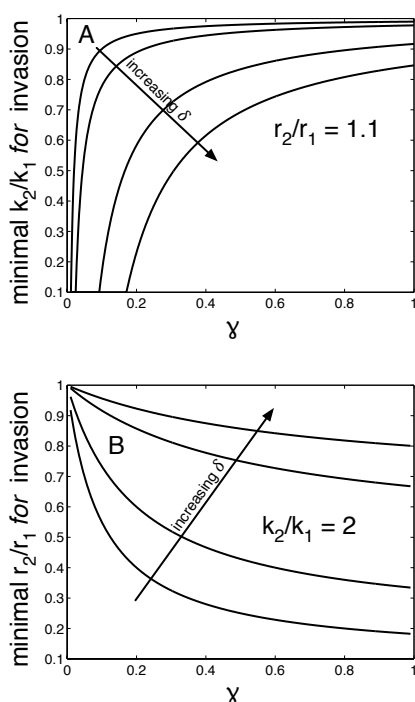 minimal k2/k1 for invasion
1
0.9
0.8
0.7
0.6
0.5
0.4
0.3
0.2
0.1
A
increasing δ
r2/r1 = 1.1
0 0.2 0.4 0.6 0.8 1
γ
minimal r2/r1 for invasion
1
0.9
0.8
0.7
0.6
0.5
0.4
0.3
0.2
0.1
B
increasing δ
k2/k1 = 2
0 0.2 0.4 0.6 0.8 1
γ